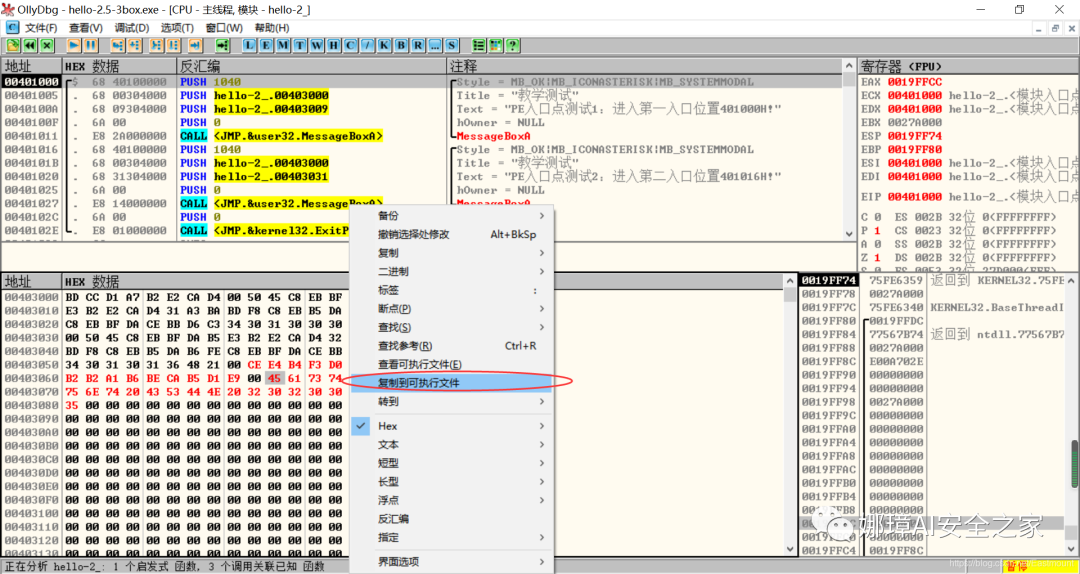 OllyDbg - hello-2.5-3box.exe - [CPU - 主线程, 模块 - hello-2_]
文件(F) 查看(V) 调试(D) 选项(T) 窗口(W) 帮助(H)
L E M T W H C / K B R ... S ?
地址 HEX 数据 反汇编 注释
00401000 $ 68 40100000 PUSH 1040 Style = MB_OK|MB_ICONASTERISK|MB_SYSTEMMODAL
00401005 . 68 00304000 PUSH hello-2_.00403000 Title = "教学测试"
0040100A . 68 09304000 PUSH hello-2_.00403009 Text = "PE入口点测试1: 进入第一入口位置401000H!"
0040100F . 6A 00 PUSH 0 hOwner = NULL
00401011 . E8 2A000000 CALL <JMP.&user32.MessageBoxA> MessageBoxA
00401016 . 68 40100000 PUSH 1040 Style = MB_OK|MB_ICONASTERISK|MB_SYSTEMMODAL
0040101B . 68 00304000 PUSH hello-2_.00403000 Title = "教学测试"
00401020 . 68 31304000 PUSH hello-2_.00403031 Text = "PE入口点测试2: 进入第二入口位置401016H!"
00401025 . 6A 00 PUSH 0 hOwner = NULL
00401027 . E8 14000000 CALL <JMP.&user32.MessageBoxA> MessageBoxA
0040102C . 6A 00 PUSH 0
0040102E . E8 01000000 CALL <JMP.&kernel32.ExitP
寄存器 (FPU)
EAX 0019FFCC
ECX 00401000 hello-2_.<模块入口点
EDX 00401000 hello-2_.<模块入口点
EBX 0027A000
ESP 0019FF74
EBP 0019FF80
ESI 00401000 hello-2_.<模块入口点
EDI 00401000 hello-2_.<模块入口点
EIP 00401000 hello-2_.<模块入口点
C 0 ES 002B 32位 0(FFFFFFFF)
P 1 CS 0023 32位 0(FFFFFFFF)
A 0 SS 002B 32位 0(FFFFFFFF)
Z 1 DS 002B 32位 0(FFFFFFFF)
S 0 FS 0053 32位 27D000(FFF
地址 HEX 数据
00403000 BD CC D1 A7 B2 E2 CA D4 00 50 45 C8 EB BF
00403010 E3 B2 E2 CA D4 31 A3 BA BD F8 C8 EB B5 DA
00403020 C8 EB BF DA CE BB D6 C3 34 30 31 30 30 30
00403030 00 50 45 C8 EB BF DA B5 E3 B2 E2 CA D4 32
00403040 BD F8 C8 EB B5 DA B6 FE C8 EB BF DA CE BB
00403050 34 30 31 30 31 36 48 21 00 CE E4 B4 F3 D0
00403060 B2 B2 A1 B6 BE CA B5 D1 E9 00 45 61 73 74
00403070 75 6E 74 20 43 53 44 4E 20 32 30 32 30 30
00403080 35 00 00 00 00 00 00 00 00 00 00 00 00 00
00403090 00 00 00 00 00 00 00 00 00 00 00 00 00 00
004030A0 00 00 00 00 00 00 00 00 00 00 00 00 00 00
004030B0 00 00 00 00 00 00 00 00 00 00 00 00 00 00
004030C0 00 00 00 00 00 00 00 00 00 00 00 00 00 00
004030D0 00 00 00 00 00 00 00 00 00 00 00 00 00 00
004030E0 00 00 00 00 00 00 00 00 00 00 00 00 00 00
004030F0 00 00 00 00 00 00 00 00 00 00 00 00 00 00
00403100 00 00 00 00 00 00 00 00 00 00 00 00 00 00
00403110 00 00 00 00 00 00 00 00 00 00 00 00 00 00
00403120 00 00 00 00 00 00 00 00 00 00 00 00 00 00
00403130 00 00 00 00 00 00 00 00 00 00 00 00 00 00
备份
撤销选择处修改 Alt+BkSp
复制
二进制
标签 :
断点(P)
查找(S)
查找参考(R) Ctrl+R
查看可执行文件(E)
复制到可执行文件
转到
Hex
文本
短型
长型
浮点
反汇编
指定
界面选项
0019FF74 75FE6359 返回到 KERNEL32.75FE
0019FF78 0027A000
0019FF7C 75FE6340 KERNEL32.BaseThreadI
0019FF80 0019FFDC
0019FF84 77567B74 返回到 ntdll.77567B7
0019FF88 0027A000
0019FF8C E00A702E
0019FF90 00000000
0019FF94 00000000
0019FF98 0027A000
0019FF9C 00000000
0019FFA0 00000000
0019FFA4 00000000
0019FFA8 00000000
0019FFAC 00000000
0019FFB0 00000000
0019FFB4 00000000
0019FFB8 00000000
0019FFC4 0019FF8C
娜璋AI安全之家
正在分析 hello-2_: 1 个启发式 函数, 3 个调用关联已知 函数
暂停